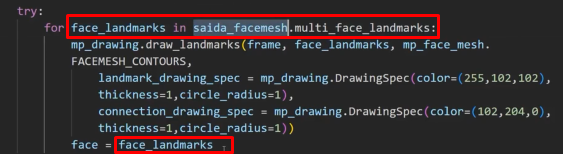 try:
for face_landmarks in saida_facemesh.multi_face_landmarks:
mp_drawing.draw_landmarks(frame, face_landmarks, mp_face_mesh.
FACEMESH_CONTOURS,
landmark_drawing_spec = mp_drawing.DrawingSpec(color=(255,102,102),
thickness=1,circle_radius=1),
connection_drawing_spec = mp_drawing.DrawingSpec(color=(102,204,0),
thickness=1,circle_radius=1))
face = face_landmarks